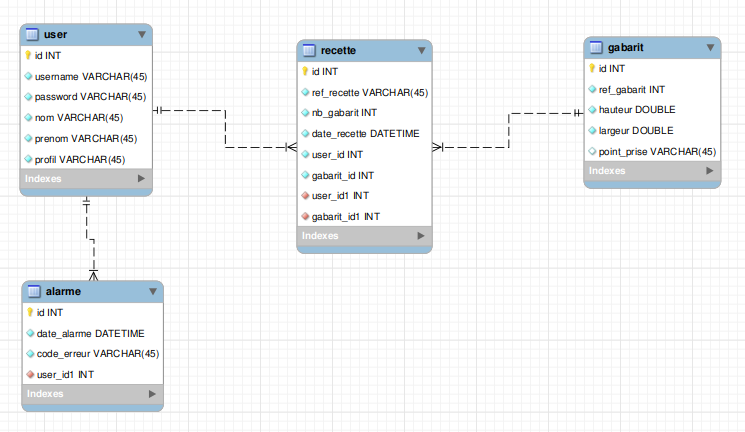 user
id INT
username VARCHAR(45)
password VARCHAR(45)
nom VARCHAR(45)
prenom VARCHAR(45)
profil VARCHAR(45)
Indexes
recette
id INT
ref_recette VARCHAR(45)
nb_gabarit INT
date_recette DATETIME
user_id INT
gabarit_id INT
user_id1 INT
gabarit_id1 INT
Indexes
gabarit
id INT
ref_gabarit INT
hauteur DOUBLE
largeur DOUBLE
point_prise VARCHAR(45)
Indexes
alarme
id INT
date_alarme DATETIME
code_erreur VARCHAR(45)
user_id1 INT
Indexes